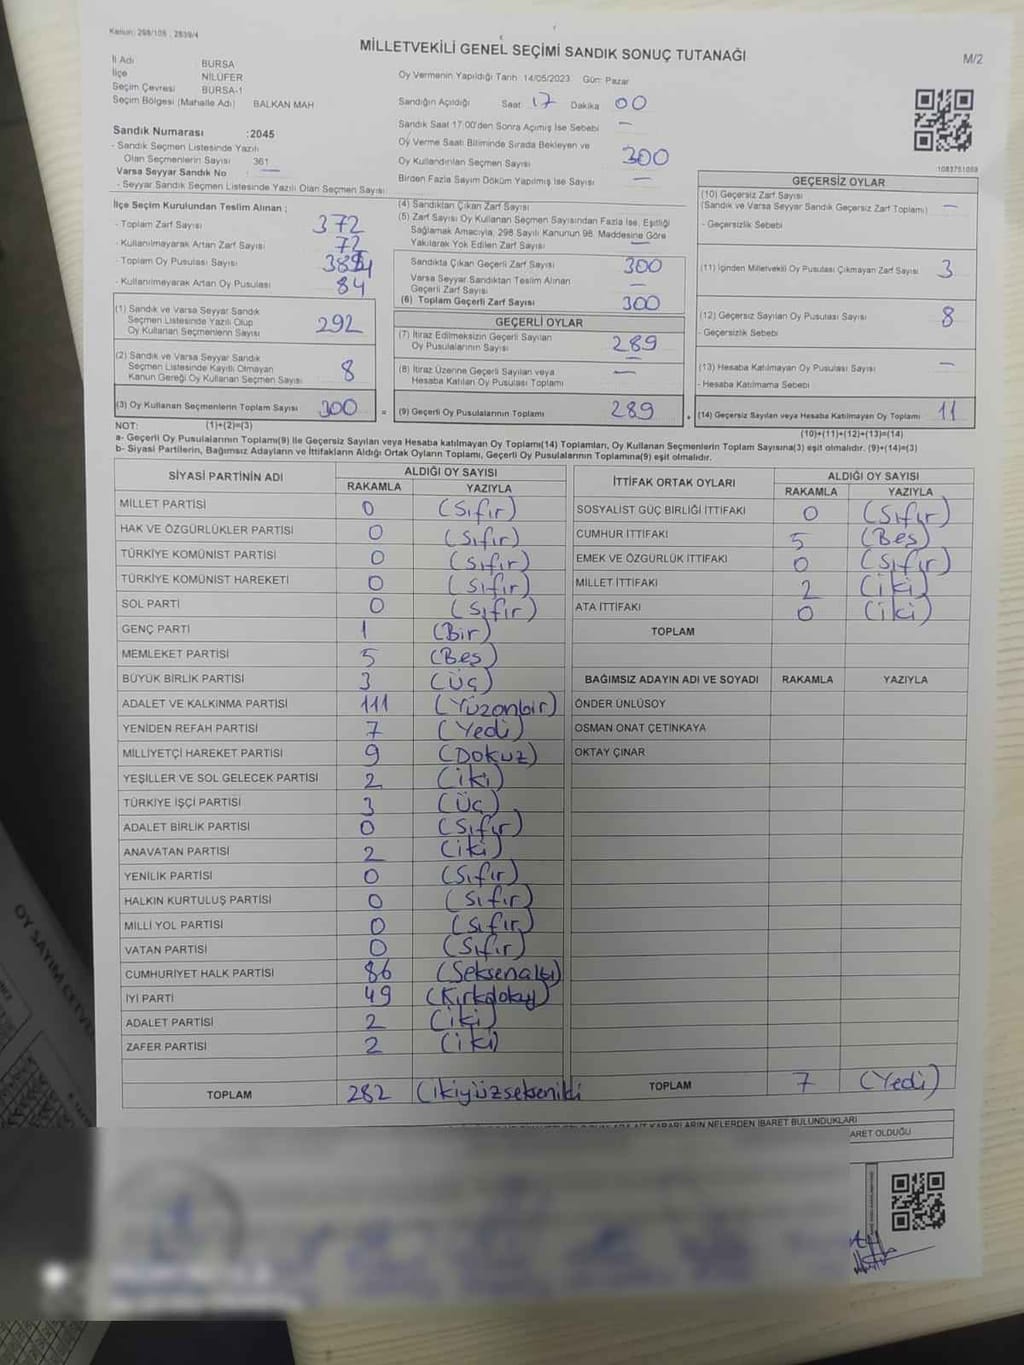 Kanun: 298/105 , 2839/4
MİLLETVEKİLİ GENEL SEÇİMİ SANDIK SONUÇ TUTANAĞI
M/2
İl Adı BURSA
İlçe NİLÜFER
Seçim Çevresi BURSA-1
Seçim Bölgesi (Mahalle Adı) BALKAN MAH
Sandık Numarası :2045
- Sandık Seçmen Listesinde Yazılı
Olan Seçmenlerin Sayısı 361
Varsa Seyyar Sandık No —
- Seyyar Sandık Seçmen Listesinde Yazılı Olan Seçmen Sayısı
Oy Vermenin Yapıldığı Tarih 14/05/2023 Gün: Pazar
Sandığın Açıldığı Saat 17 Dakika 00
Sandık Saat 17:00'den Sonra Açımış İse Sebebi —
Oy Verme Saati Bitiminde Sırada Bekleyen ve
Oy Kullandırılan Seçmen Sayısı 300
Birden Fazla Sayım Döküm Yapılmış İse Sayısı —
1083751059
İlçe Seçim Kurulundan Teslim Alınan ;
- Toplam Zarf Sayısı 372
- Kullanılmayarak Artan Zarf Sayısı 72
- Toplam Oy Pusulası Sayısı
- Kullanılmayarak Artan Oy Pusulası 84
(1) Sandık ve Varsa Seyyar Sandık
Seçmen Listesinde Yazılı Olup
Oy Kullanan Seçmenlerin Sayısı 292
(2) Sandık ve Varsa Seyyar Sandık
Seçmen Listesinde Kayıtlı Olmayan
Kanun Gereği Oy Kullanan Seçmen Sayısı 8
(3) Oy Kullanan Seçmenlerin Toplam Sayısı 300 =
(4) Sandıktan Çıkan Zarf Sayısı
(5) Zarf Sayısı Oy Kullanan Seçmen Sayısından Fazla İse, Eşitliği
Sağlamak Amacıyla, 298 Sayılı Kanunun 98. Maddesine Göre
Yakılarak Yok Edilen Zarf Sayısı —
Sandıkta Çıkan Geçerli Zarf Sayısı 300
Varsa Seyyar Sandıktan Teslim Alınan
Geçerli Zarf Sayısı —
(6) Toplam Geçerli Zarf Sayısı 300
GEÇERLİ OYLAR
(7) İtiraz Edilmeksizin Geçerli Sayılan
Oy Pusulalarının Sayısı 289
(8) İtiraz Üzerine Geçerli Sayılan veya
Hesaba Katılan Oy Pusulası Toplamı —
(9) Geçerli Oy Pusulalarının Toplamı 289
GEÇERSİZ OYLAR
(10) Geçersiz Zarf Sayısı
(Sandık ve Varsa Seyyar Sandık Geçersiz Zarf Toplamı) —
- Geçersizlik Sebebi
(11) İçinden Milletvekili Oy Pusulası Çıkmayan Zarf Sayısı 3
(12) Geçersiz Sayılan Oy Pusulası Sayısı 8
- Geçersizlik Sebebi
(13) Hesaba Katılmayan Oy Pusulası Sayısı —
- Hesaba Katılmama Sebebi
(14) Geçersiz Sayılan veya Hesaba Katılmayan Oy Toplamı 11
NOT: (1)+(2)=(3) (10)+(11)+(12)+(13)=(14)
a- Geçerli Oy Pusulalarının Toplamı(9) İle Geçersiz Sayılan veya Hesaba katılmayan Oy Toplamı(14) Toplamları, Oy Kullanan Seçmenlerin Toplam Sayısına(3) eşit olmalıdır. (9)+(14)=(3)
b- Siyasi Partilerin, Bağımsız Adayların ve İttifakların Aldığı Ortak Oyların Toplamı, Geçerli Oy Pusulalarının Toplamına(9) eşit olmalıdır.
SİYASİ PARTİNİN ADI ALDIĞI OY SAYISI
RAKAMLA YAZIYLA
MİLLET PARTİSİ 0 (Sıfır)
HAK VE ÖZGÜRLÜKLER PARTİSİ 0 (Sıfır)
TÜRKİYE KOMÜNİST PARTİSİ 0 (Sıfır)
TÜRKİYE KOMÜNİST HAREKETİ 0 (Sıfır)
SOL PARTİ 0 (Sıfır)
GENÇ PARTİ 1 (Bir)
MEMLEKET PARTİSİ 5 (Beş)
BÜYÜK BİRLİK PARTİSİ 3 (Üç)
ADALET VE KALKINMA PARTİSİ 111 (Yüzonbir)
YENİDEN REFAH PARTİSİ 7 (Yedi)
MİLLİYETÇİ HAREKET PARTİSİ 9 (Dokuz)
YEŞİLLER VE SOL GELECEK PARTİSİ 2 (iki)
TÜRKİYE İŞÇİ PARTİSİ 3 (Üç)
ADALET BİRLİK PARTİSİ 0 (Sıfır)
ANAVATAN PARTİSİ 2 (iki)
YENİLİK PARTİSİ 0 (Sıfır)
HALKIN KURTULUŞ PARTİSİ 0 (Sıfır)
MİLLİ YOL PARTİSİ 0 (Sıfır)
VATAN PARTİSİ 0 (Sıfır)
CUMHURİYET HALK PARTİSİ 86 (Seksenaltı)
İYİ PARTİ 49 (Kırkdokuz)
ADALET PARTİSİ 2 (iki)
ZAFER PARTİSİ 2 (iki)
TOPLAM 282 (ikiyüzsekseniki
İTTİFAK ORTAK OYLARI ALDIĞI OY SAYISI
RAKAMLA YAZIYLA
SOSYALİST GÜÇ BİRLİĞİ İTTİFAKI 0 (Sıfır)
CUMHUR İTTİFAKI 5 (Beş)
EMEK VE ÖZGÜRLÜK İTTİFAKI 0 (Sıfır)
MİLLET İTTİFAKI 2 (iki)
ATA İTTİFAKI 0 (iki)
TOPLAM
BAĞIMSIZ ADAYIN ADI VE SOYADI RAKAMLA YAZIYLA
ÖNDER ÜNLÜSOY
OSMAN ONAT ÇETİNKAYA
OKTAY ÇINAR
TOPLAM 7 (Yedi)
NELERDEN İBARET BULUNDUKLARI
ARET OLDUĞU
OY SAYIM CETVE